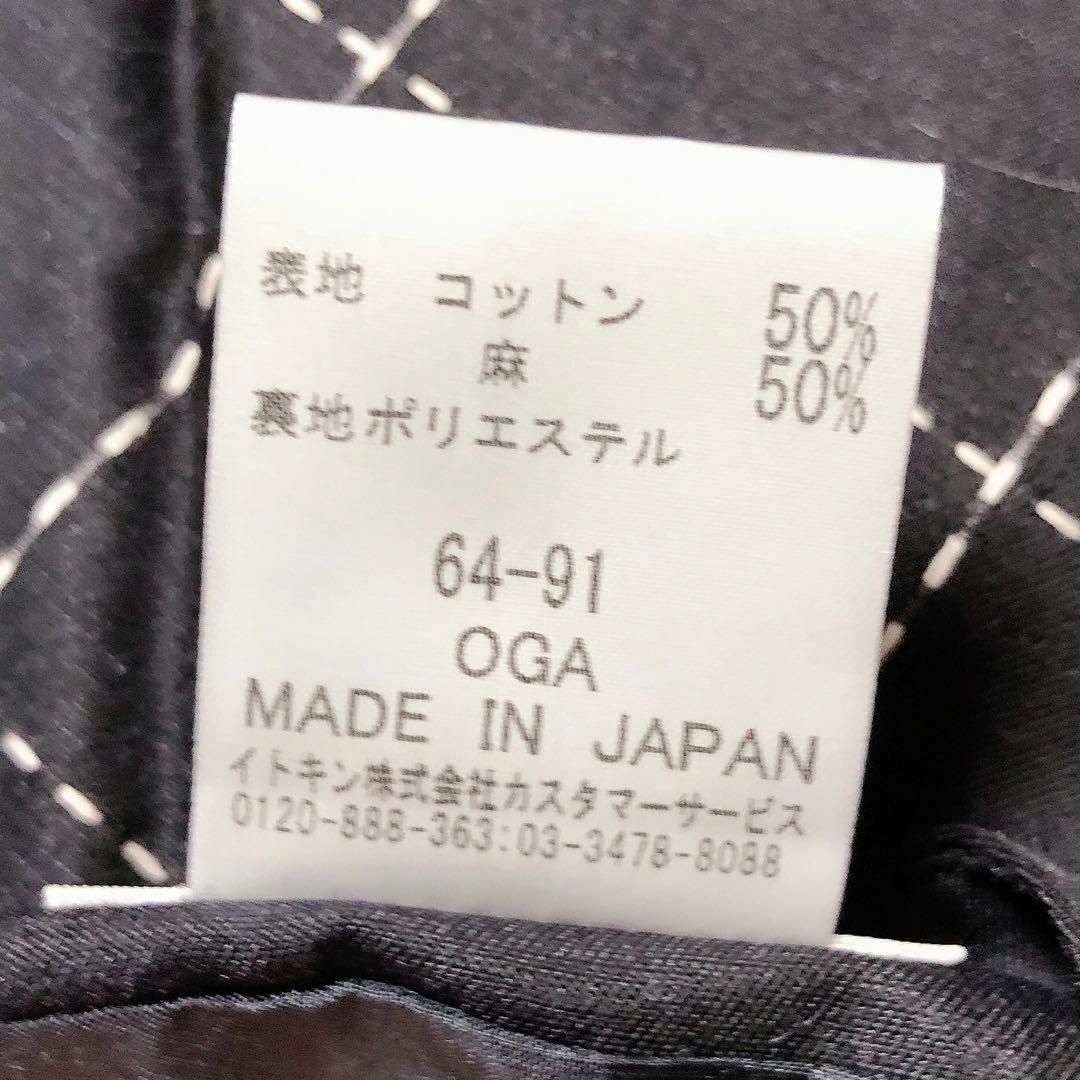 表地 コットン 50%
麻 50%
裏地ポリエステル
64-91
OGA
MADE IN JAPAN
イトキン株式会社カスタマーサービス
0120-888-363:03-3478-8088